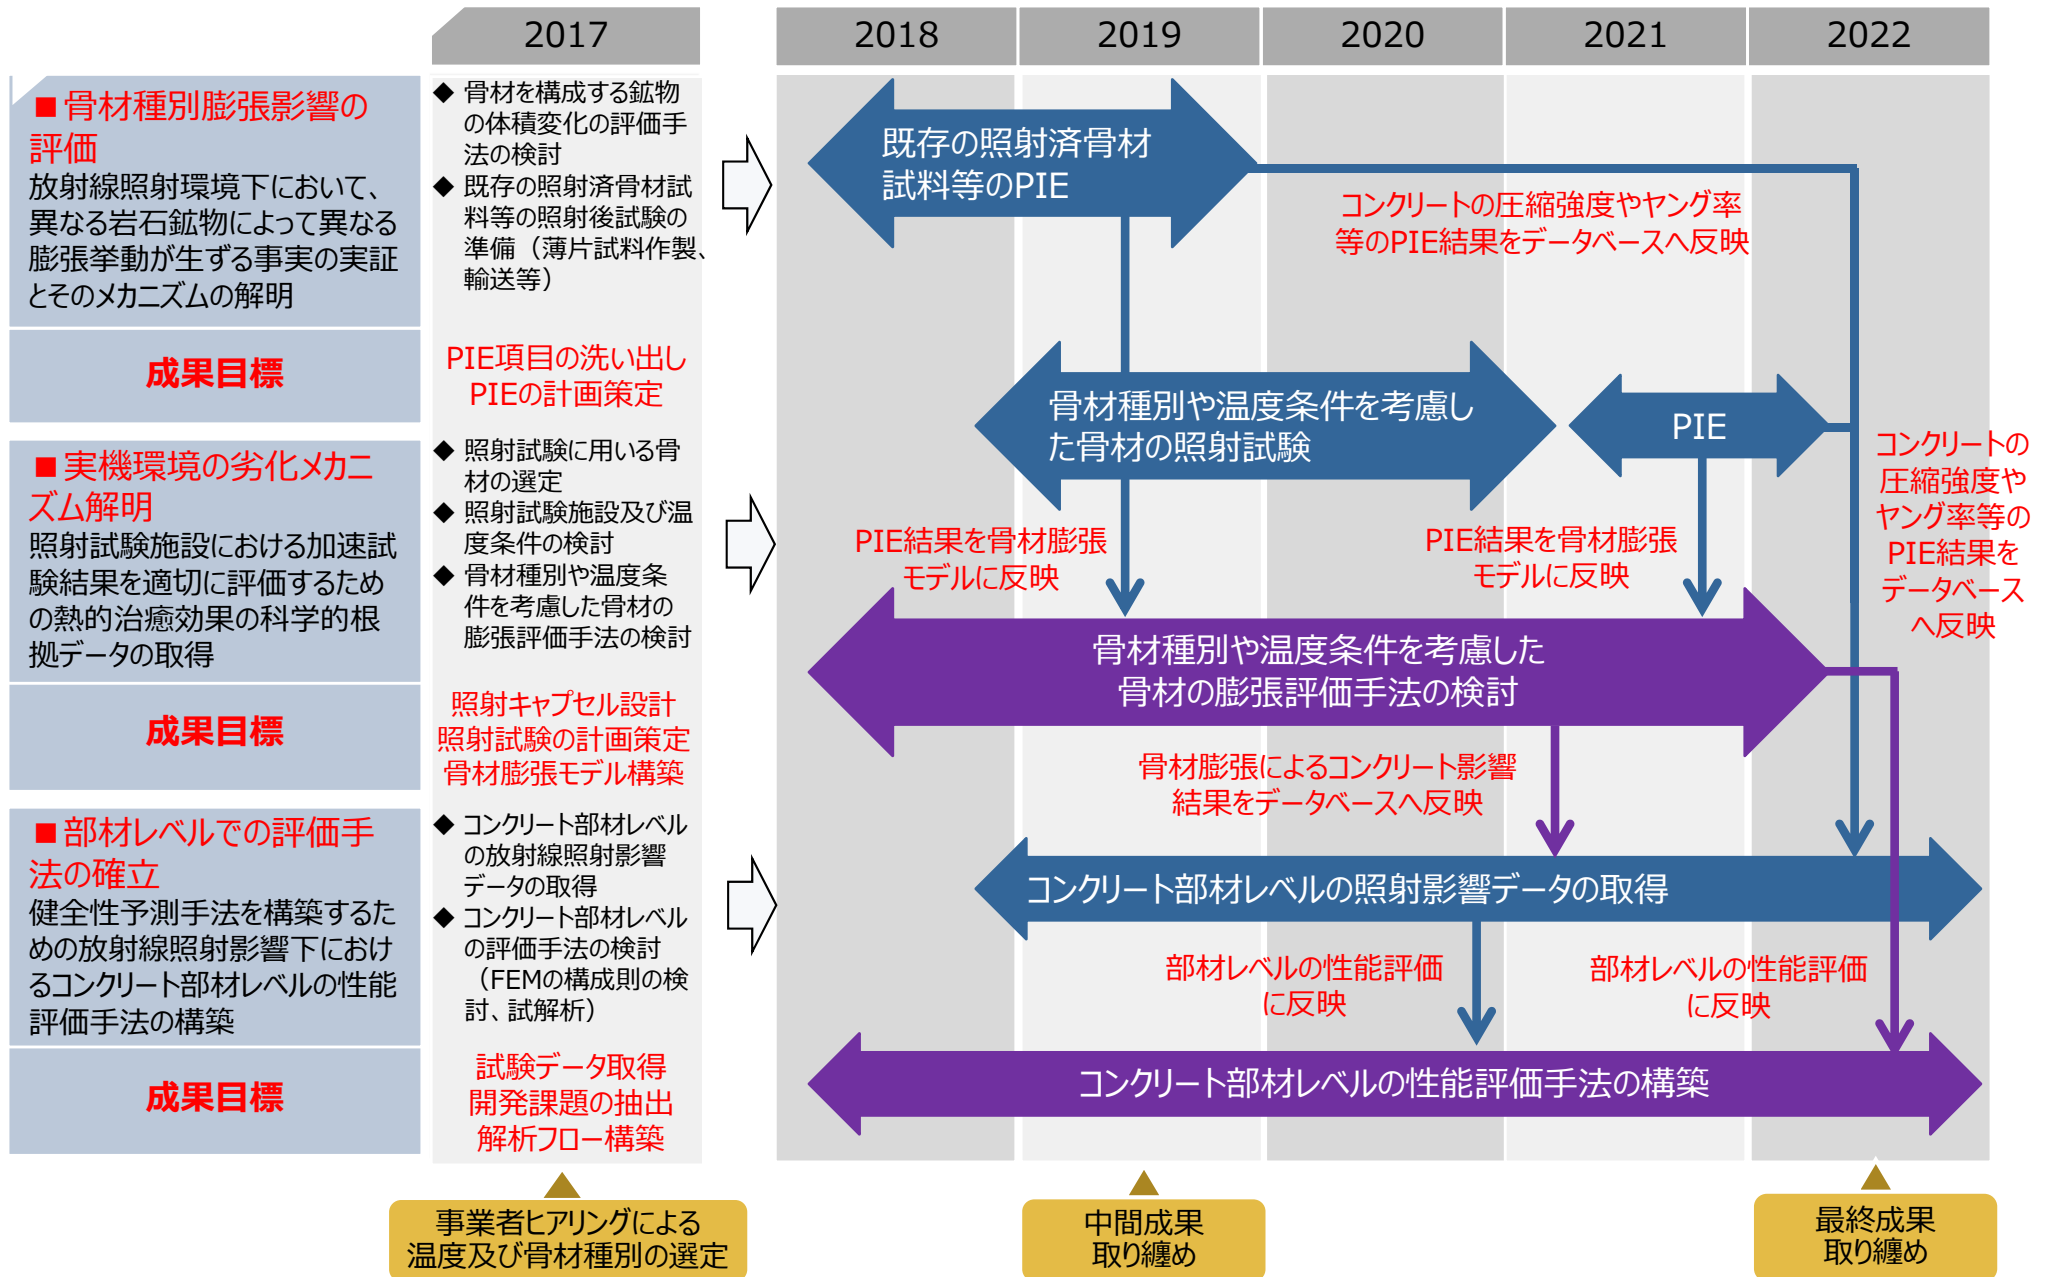 2017
2018
2019
2020
2021
2022
■骨材種別膨張影響の
評価
放射線照射環境下において、
異なる岩石鉱物によって異なる
膨張挙動が生ずる事実の実証
とそのメカニズムの解明
成果目標
◆ 骨材を構成する鉱物
の体積変化の評価手
法の検討
◆ 既存の照射済骨材試
料等の照射後試験の
準備（薄片試料作製、
輸送等）
PIE項目の洗い出し
PIEの計画策定
■実機環境の劣化メカニ
ズム解明
照射試験施設における加速試
験結果を適切に評価するため
の熱的治癒効果の科学的根
拠データの取得
成果目標
◆ 照射試験に用いる骨
材の選定
◆ 照射試験施設及び温
度条件の検討
◆ 骨材種別や温度条
件を考慮した骨材の
膨張評価手法の検討
照射キャプセル設計
照射試験の計画策定
骨材膨張モデル構築
■部材レベルでの評価手
法の確立
健全性予測手法を構築するた
めの放射線照射影響下におけ
るコンクリート部材レベルの性能
評価手法の構築
成果目標
◆ コンクリート部材レベル
の放射線照射影響
データの取得
◆ コンクリート部材レベル
の評価手法の検討
（FEMの構成則の検
討、試解析）
試験データ取得
開発課題の抽出
解析フロー構築
既存の照射済骨材
試料等のPIE
コンクリートの圧縮強度やヤング率
等のPIE結果をデータベースへ反映
骨材種別や温度条件を考慮し
た骨材の照射試験
PIE
コンクリートの
圧縮強度や
ヤング率等の
PIE結果を
データベース
へ反映
PIE結果を骨材膨張
モデルに反映
PIE結果を骨材膨張
モデルに反映
骨材種別や温度条件を考慮した
骨材の膨張評価手法の検討
骨材膨張によるコンクリート影響
結果をデータベースへ反映
コンクリート部材レベルの照射影響データの取得
部材レベルの性能評価
に反映
部材レベルの性能評価
に反映
コンクリート部材レベルの性能評価手法の構築
事業者ヒアリングによる
温度及び骨材種別の選定
中間成果
取り纏め
最終成果
取り纏め